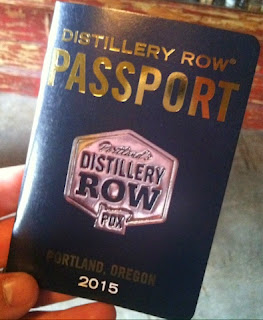 DISTILLERY ROW®
PASSPORT
Portland's
DISTILLERY
ROW
PDX
PORTLAND, OREGON
2015